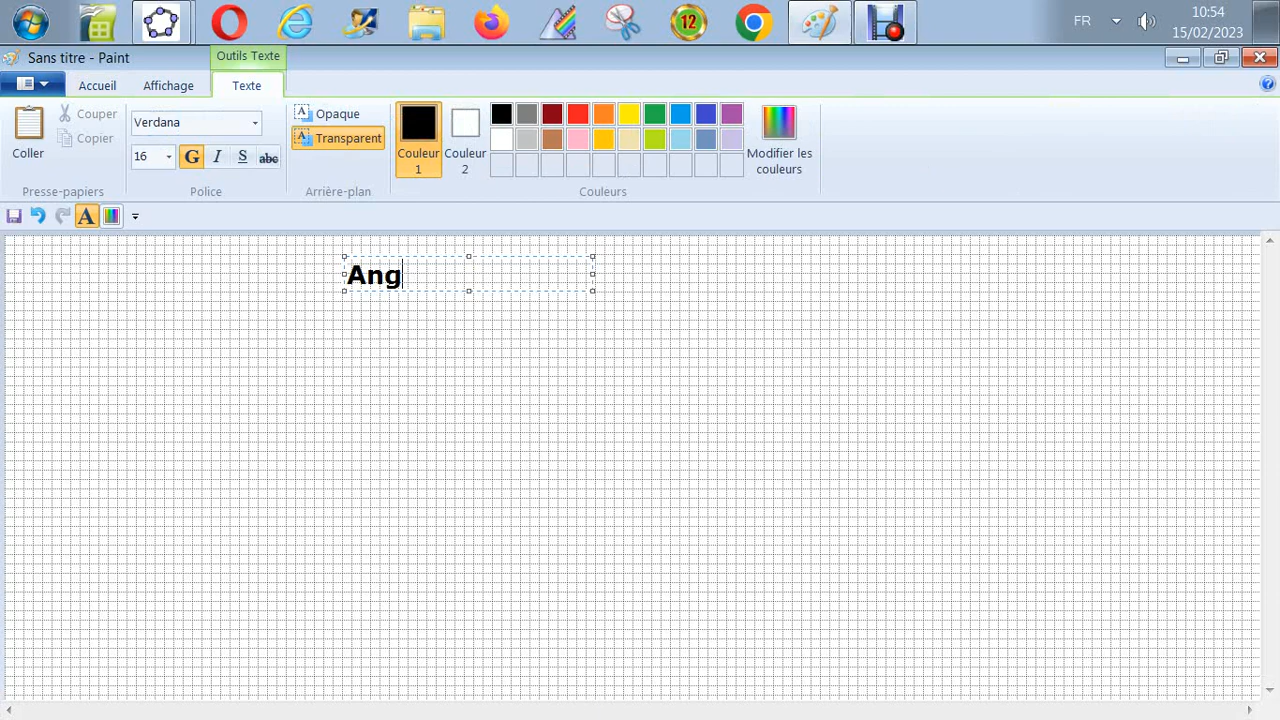 12
FR
10:54
15/02/2023
Sans titre - Paint
Outils Texte
Accueil
Affichage
Texte
Coller
Couper
Copier
Presse-papiers
Verdana
16
G I S abc
Police
Opaque
Transparent
Arrière-plan
Couleur 1
Couleur 2
Modifier les couleurs
Couleurs
A
Ang